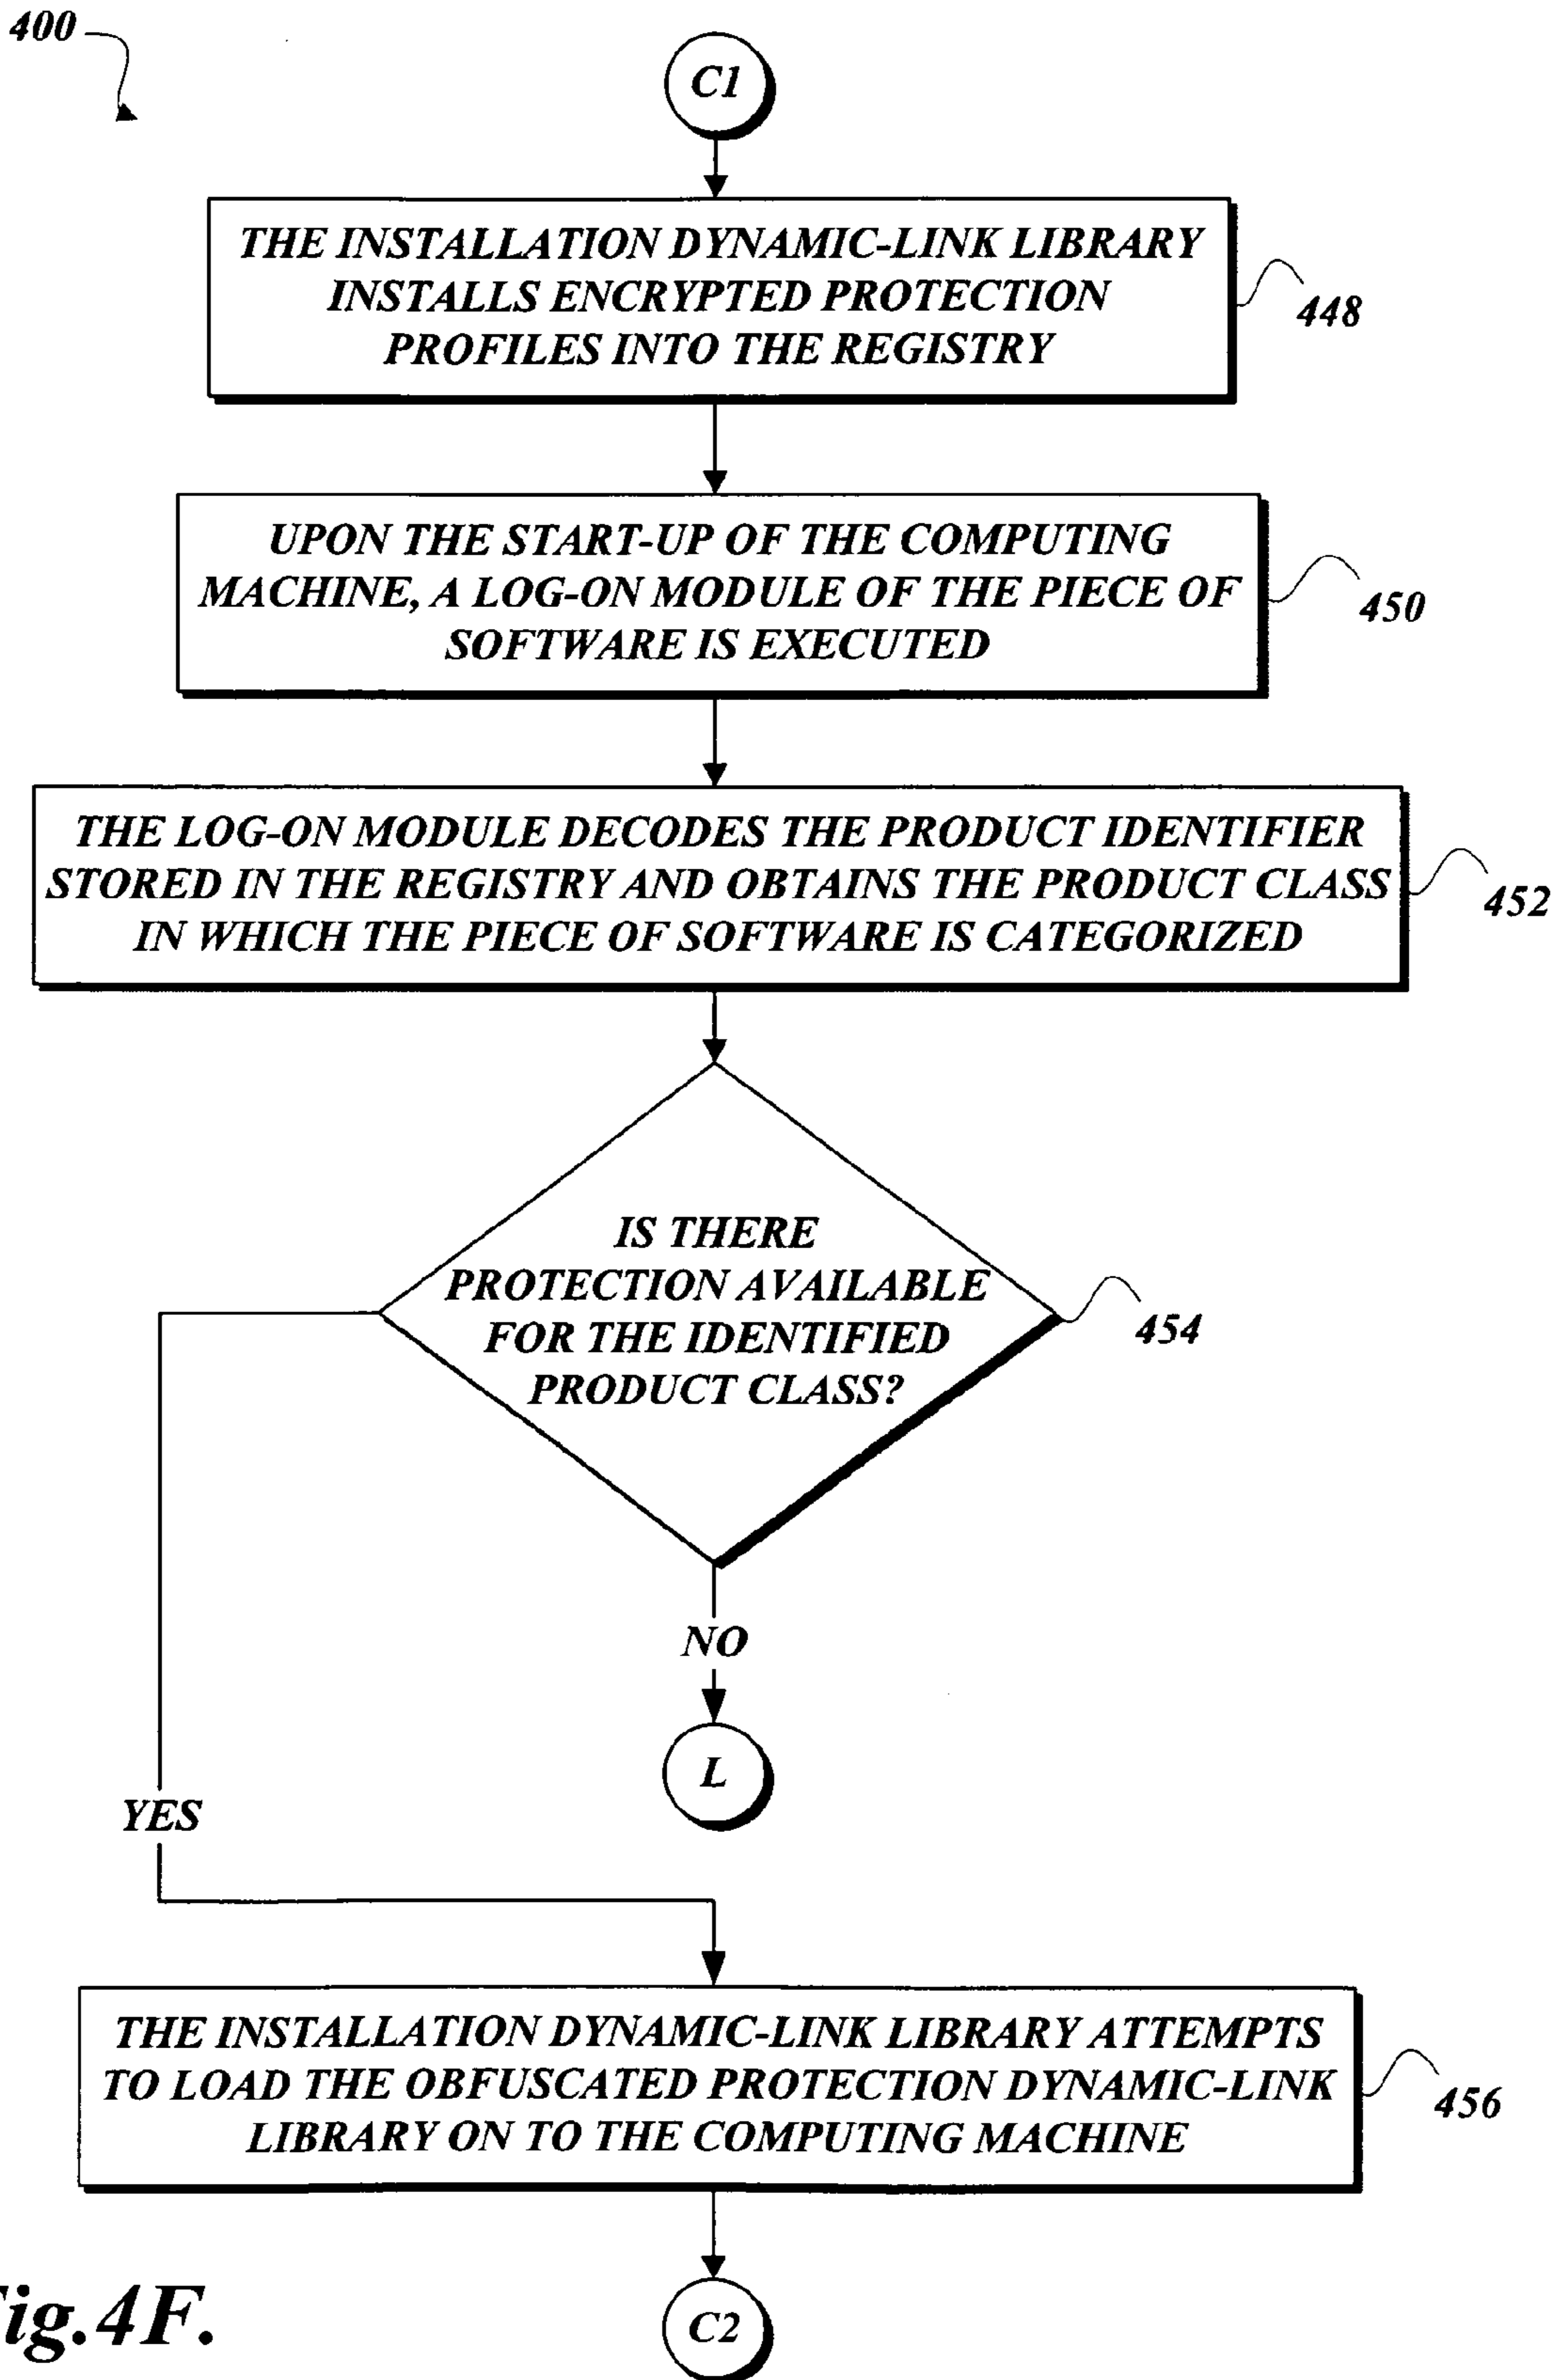 400
C1
THE INSTALLATION DYNAMIC-LINK LIBRARY
INSTALLS ENCRYPTED PROTECTION
PROFILES INTO THE REGISTRY
448
UPON THE START-UP OF THE COMPUTING
MACHINE, A LOG-ON MODULE OF THE PIECE OF
SOFTWARE IS EXECUTED
450
THE LOG-ON MODULE DECODES THE PRODUCT IDENTIFIER
STORED IN THE REGISTRY AND OBTAINS THE PRODUCT CLASS
IN WHICH THE PIECE OF SOFTWARE IS CATEGORIZED
452
IS THERE
PROTECTION AVAILABLE
FOR THE IDENTIFIED
PRODUCT CLASS?
454
NO
L
YES
THE INSTALLATION DYNAMIC-LINK LIBRARY ATTEMPTS
TO LOAD THE OBFUSCATED PROTECTION DYNAMIC-LINK
LIBRARY ON TO THE COMPUTING MACHINE
456
C2
Fig.4F.